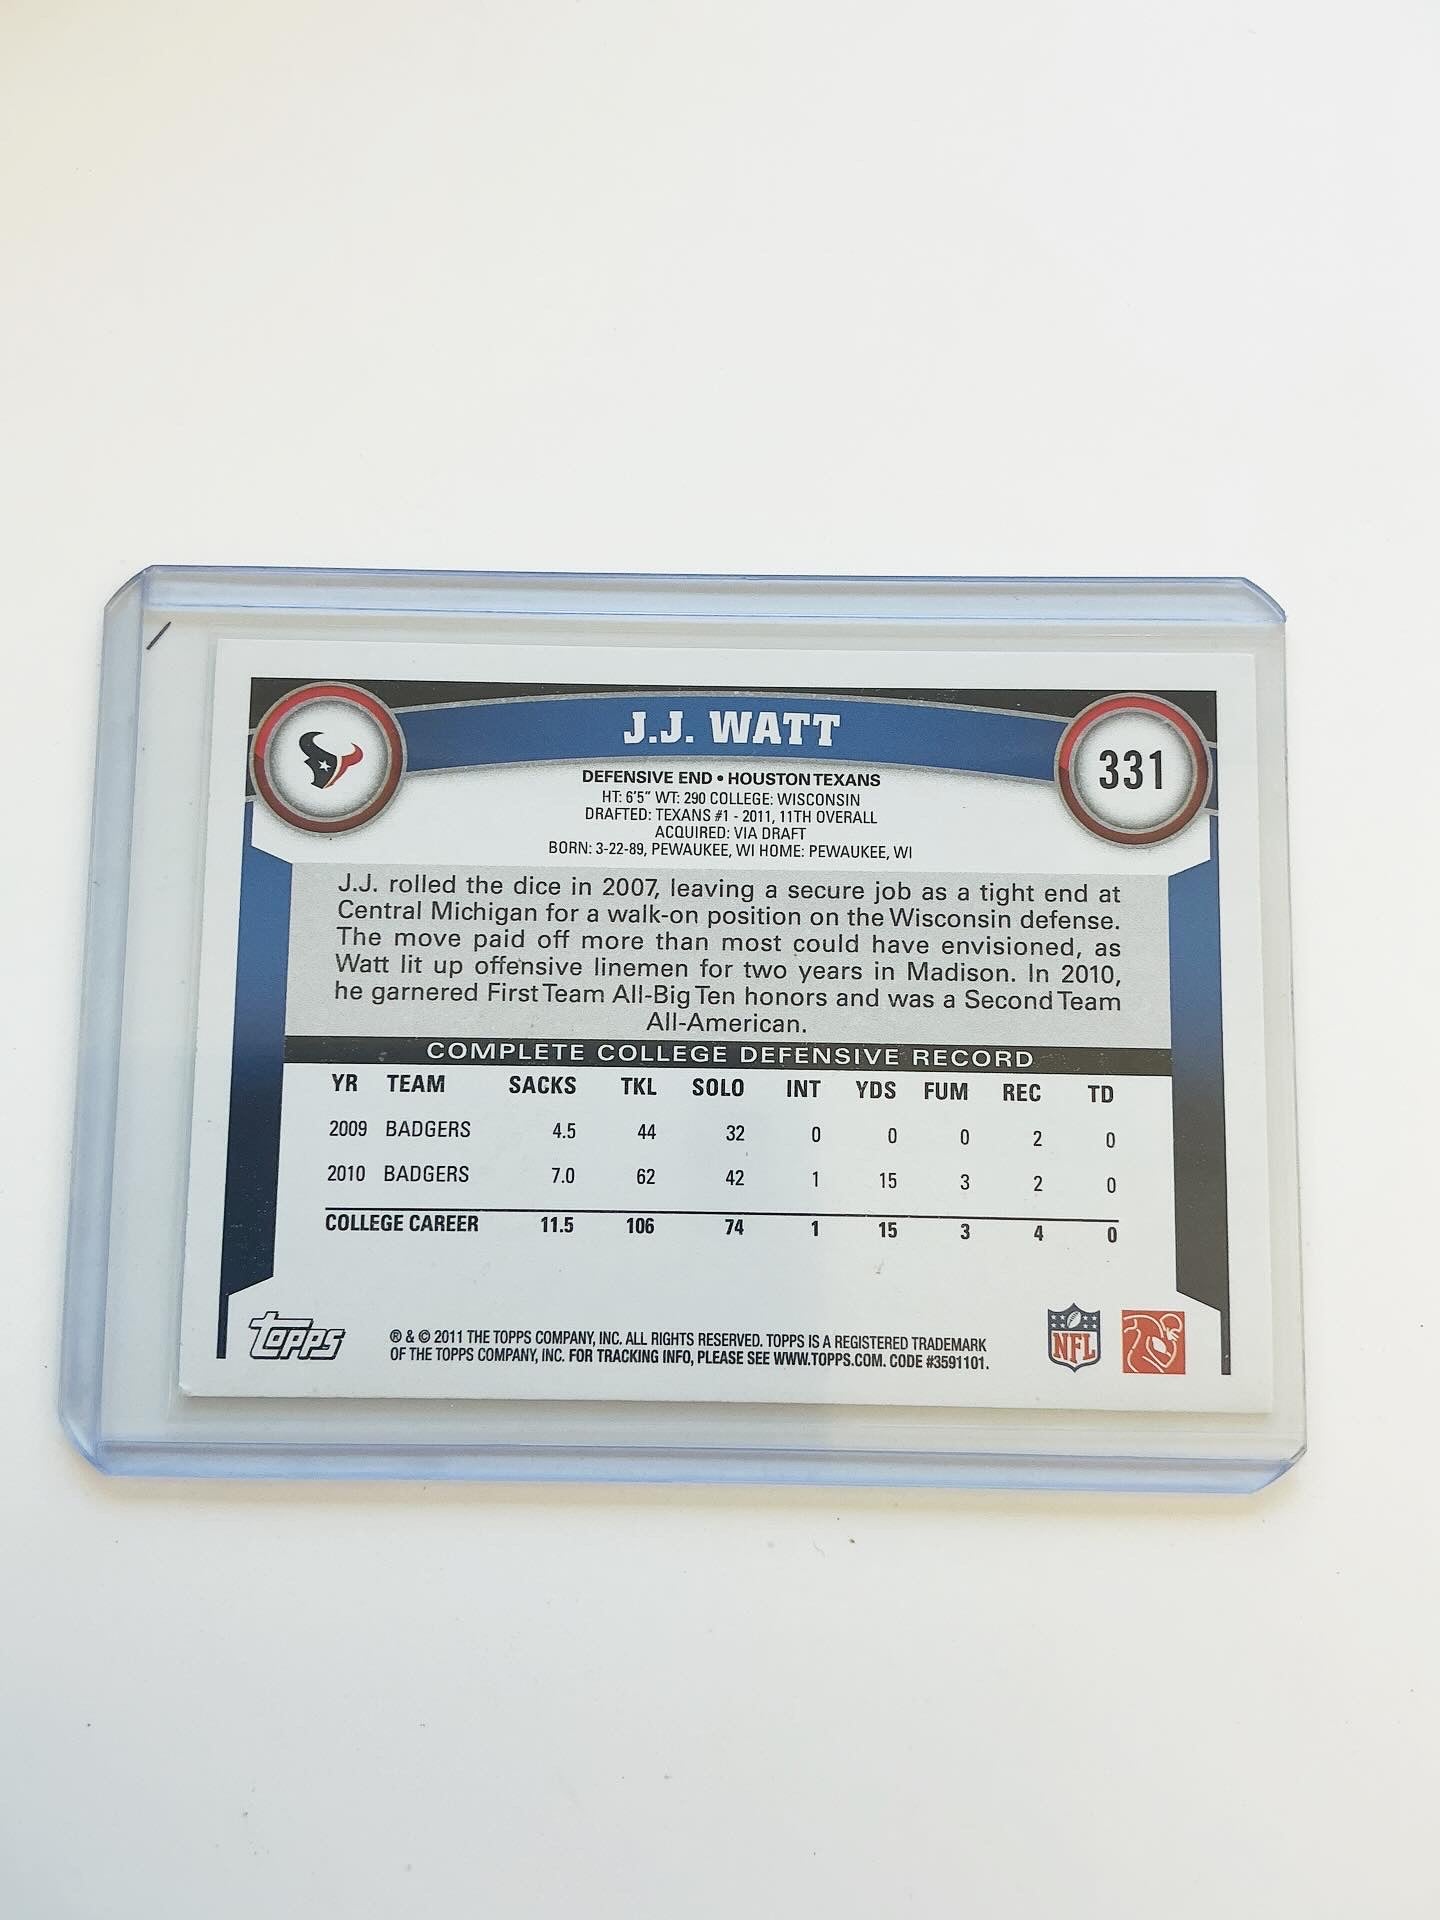 J.J. WATT
331
DEFENSIVE END • HOUSTON TEXANS
HT: 6'5" WT: 290 COLLEGE: WISCONSIN
DRAFTED: TEXANS #1 - 2011, 11TH OVERALL
ACQUIRED: VIA DRAFT
BORN: 3-22-89, PEWAUKEE, WI HOME: PEWAUKEE, WI
J.J. rolled the dice in 2007, leaving a secure job as a tight end at
Central Michigan for a walk-on position on the Wisconsin defense.
The move paid off more than most could have envisioned, as
Watt lit up offensive linemen for two years in Madison. In 2010,
he garnered First Team All-Big Ten honors and was a Second Team
All-American.
COMPLETE COLLEGE DEFENSIVE RECORD
YR TEAM SACKS TKL SOLO INT YDS FUM REC TD
2009 BADGERS 4.5 44 32 0 0 0 2 0
2010 BADGERS 7.0 62 42 1 15 3 2 0
COLLEGE CAREER 11.5 106 74 1 15 3 4 0
topps
® & © 2011 THE TOPPS COMPANY, INC. ALL RIGHTS RESERVED. TOPPS IS A REGISTERED TRADEMARK
OF THE TOPPS COMPANY, INC. FOR TRACKING INFO, PLEASE SEE WWW.TOPPS.COM. CODE #3591101.
NFL